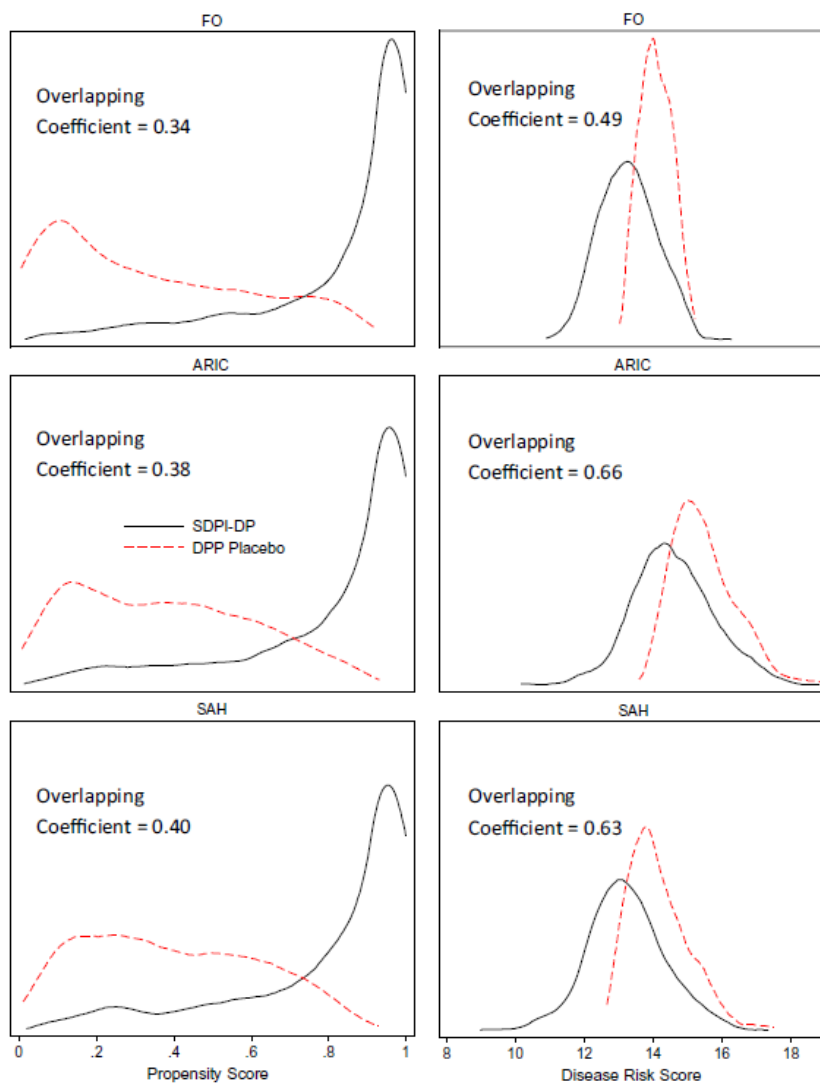 FO
Overlapping
Coefficient = 0.34
FO
Overlapping
Coefficient = 0.49
ARIC
Overlapping
Coefficient = 0.38
SDPI-DP
DPP Placebo
ARIC
Overlapping
Coefficient = 0.66
SAH
Overlapping
Coefficient = 0.40
SAH
Overlapping
Coefficient = 0.63
0 .2 .4 .6 .8 1
Propensity Score
8 10 12 14 16 18
Disease Risk Score